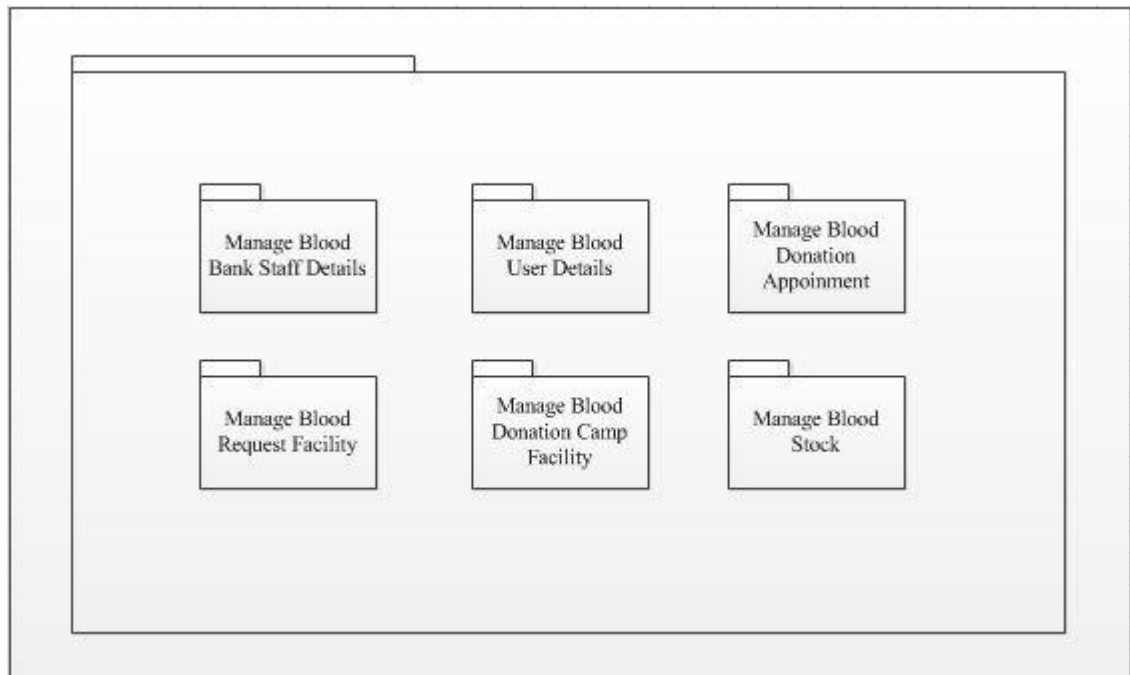 Manage Blood
Bank Staff Details
Manage Blood
User Details
Manage Blood
Donation
Appoinment
Manage Blood
Request Facility
Manage Blood
Donation Camp
Facility
Manage Blood
Stock